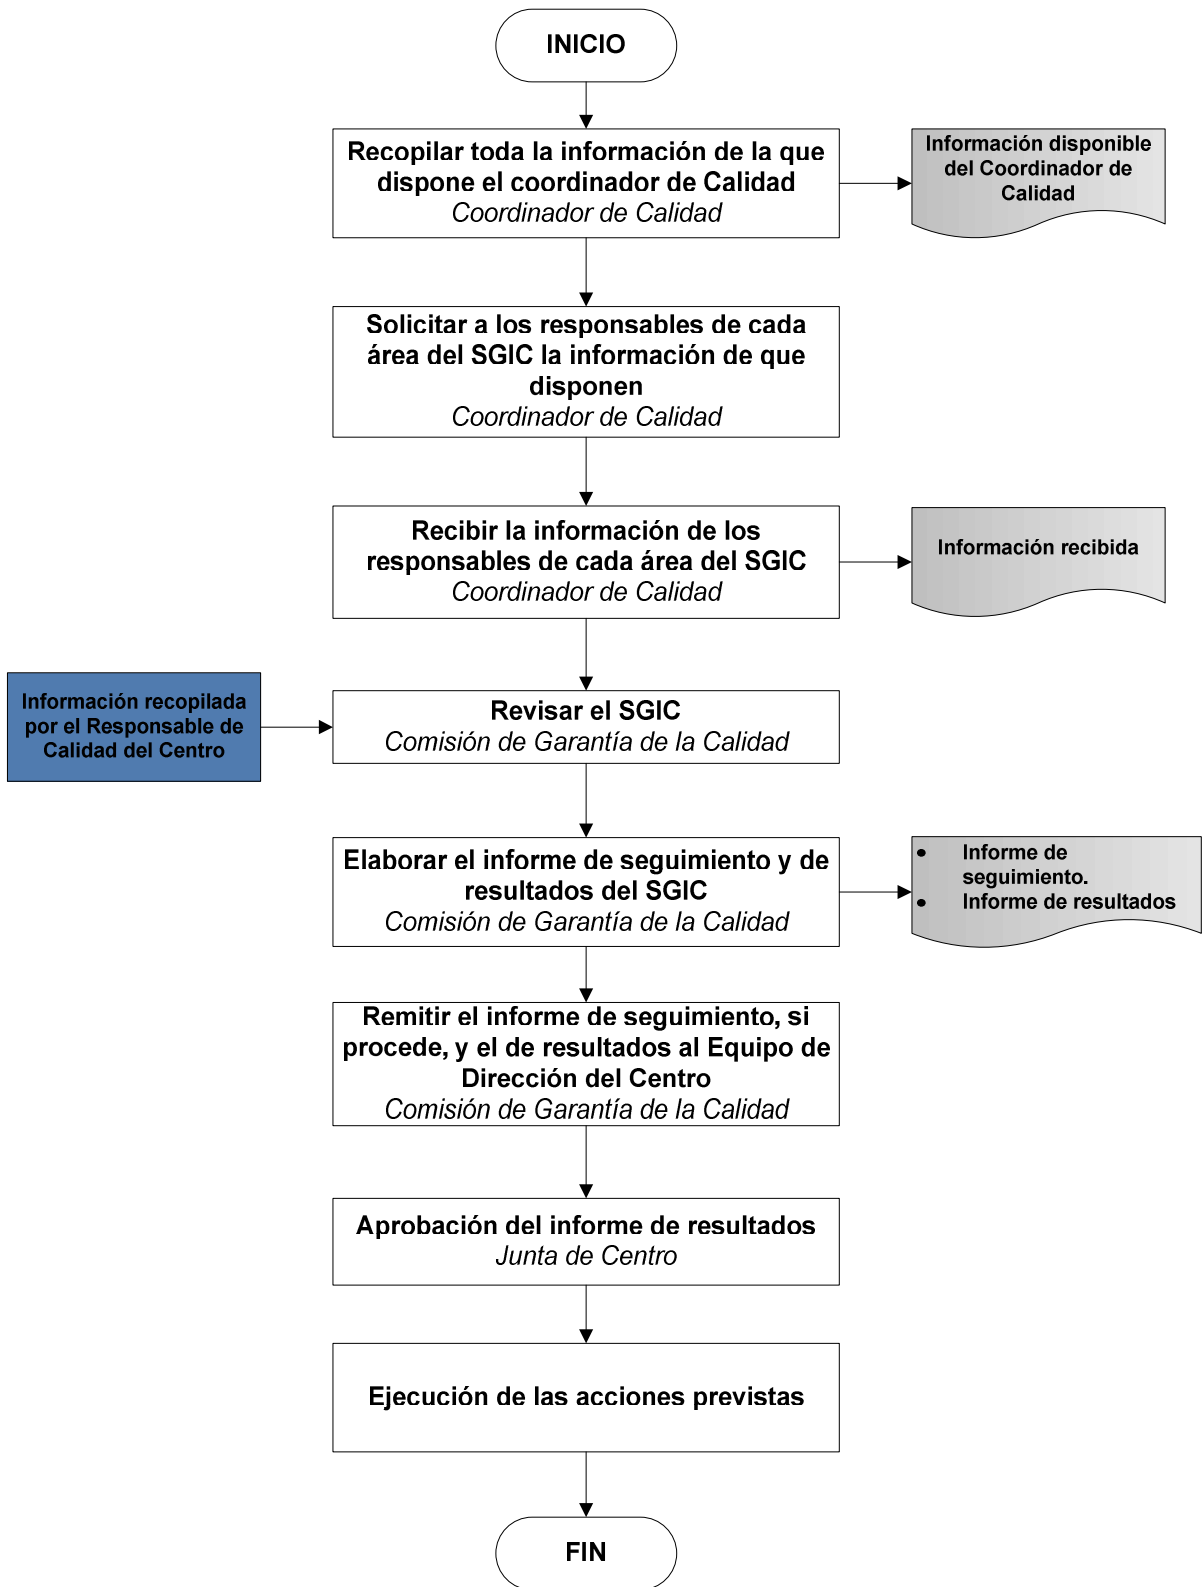 INICIO
Recopilar toda la información de la que
dispone el coordinador de Calidad
Coordinador de Calidad
Información disponible
del Coordinador de
Calidad
Solicitar a los responsables de cada
área del SGIC la información de que
disponen
Coordinador de Calidad
Recibir la información de los
responsables de cada área del SGIC
Coordinador de Calidad
Información recibida
Información recopilada
por el Responsable de
Calidad del Centro
Revisar el SGIC
Comisión de Garantía de la Calidad
Elaborar el informe de seguimiento y de
resultados del SGIC
Comisión de Garantía de la Calidad
• Informe de
seguimiento.
• Informe de resultados
Remitir el informe de seguimiento, si
procede, y el de resultados al Equipo de
Dirección del Centro
Comisión de Garantía de la Calidad
Aprobación del informe de resultados
Junta de Centro
Ejecución de las acciones previstas
FIN